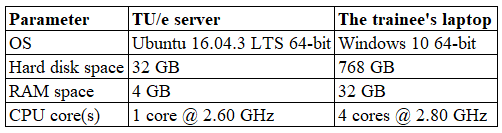 Parameter TU/e server The trainee's laptop
OS Ubuntu 16.04.3 LTS 64-bit Windows 10 64-bit
Hard disk space 32 GB 768 GB
RAM space 4 GB 32 GB
CPU core(s) 1 core @ 2.60 GHz 4 cores @ 2.80 GHz